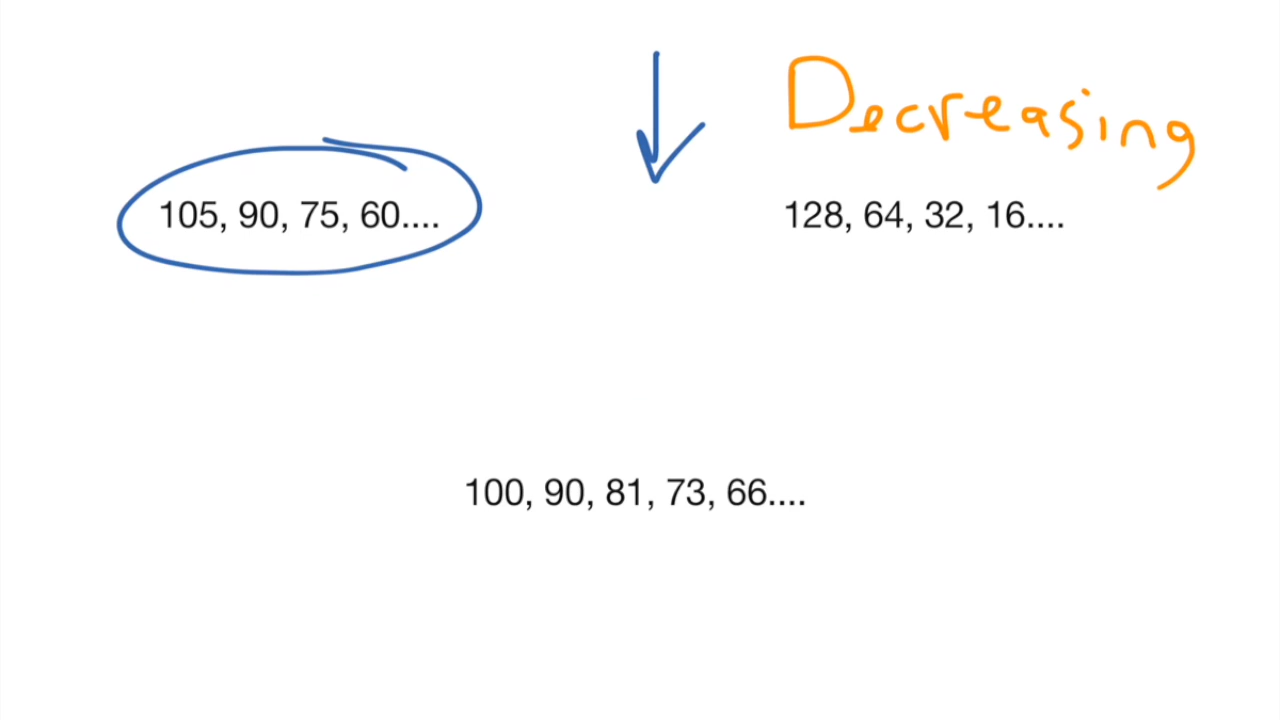 Decreasing
105, 90, 75, 60....
128, 64, 32, 16....
100, 90, 81, 73, 66....